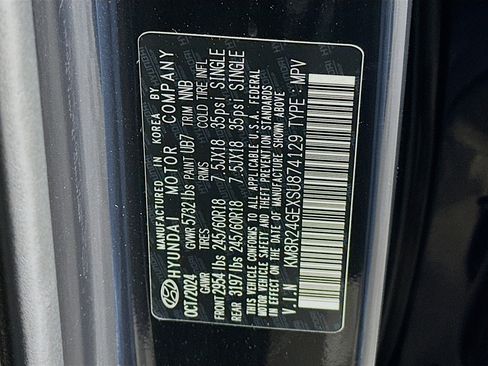 MANUFACTURED IN KOREA BY
HYUNDAI MOTOR COMPANY
OCT/2024 GVWR 5732 lbs PAINT UB7 TRIM NNB
GAWR TIRES RIMS COLD TIRE INFL
FRONT 2954 lbs 245/60R18 7.5JX18 35psi SINGLE
REAR 3197 lbs 245/60R18 7.5JX18 35psi SINGLE
THIS VEHICLE CONFORMS TO ALL APPLICABLE U.S.A. FEDERAL
MOTOR VEHICLE SAFETY, BUMPER, AND THEFT PREVENTION STANDARDS
IN EFFECT ON THE DATE OF MANUFACTURE SHOWN ABOVE.
V.I.N : KM8R24GEXSU874129 TYPE : MPV